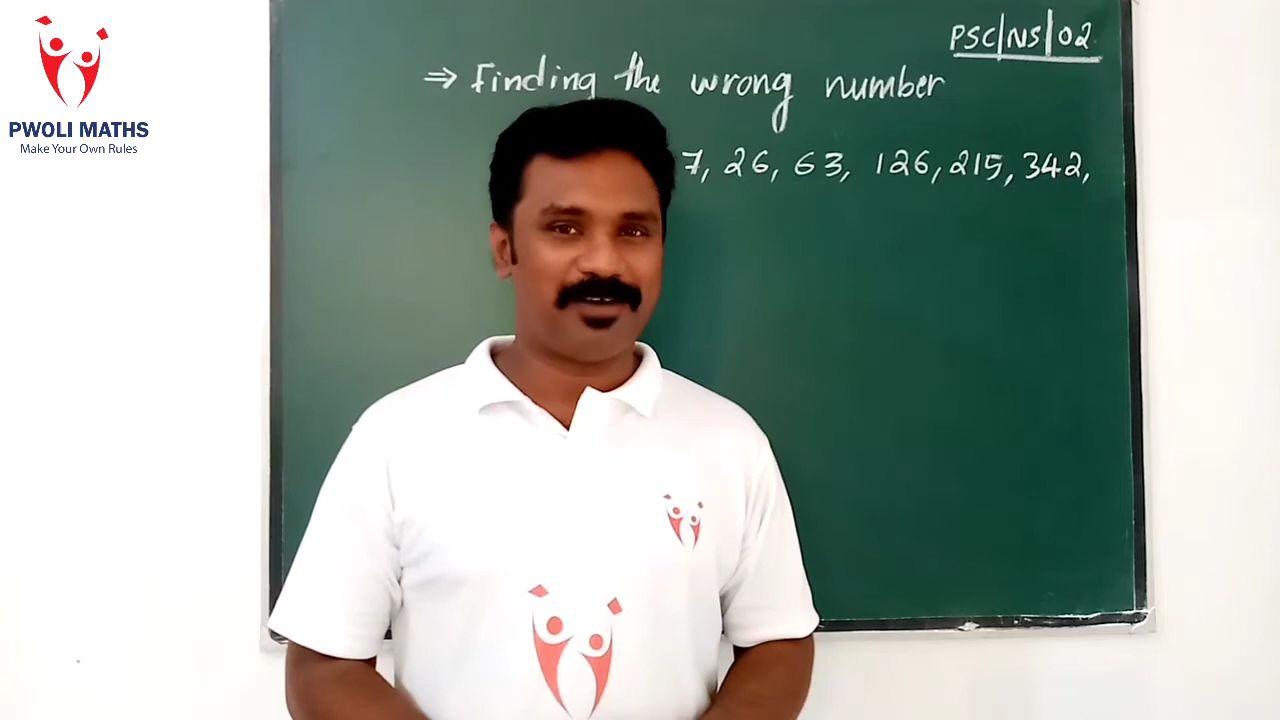 PWOLI MATHS
Make Your Own Rules
PSC/NS/02
⇒ Finding the wrong number
7, 26, 63, 126, 215, 342,